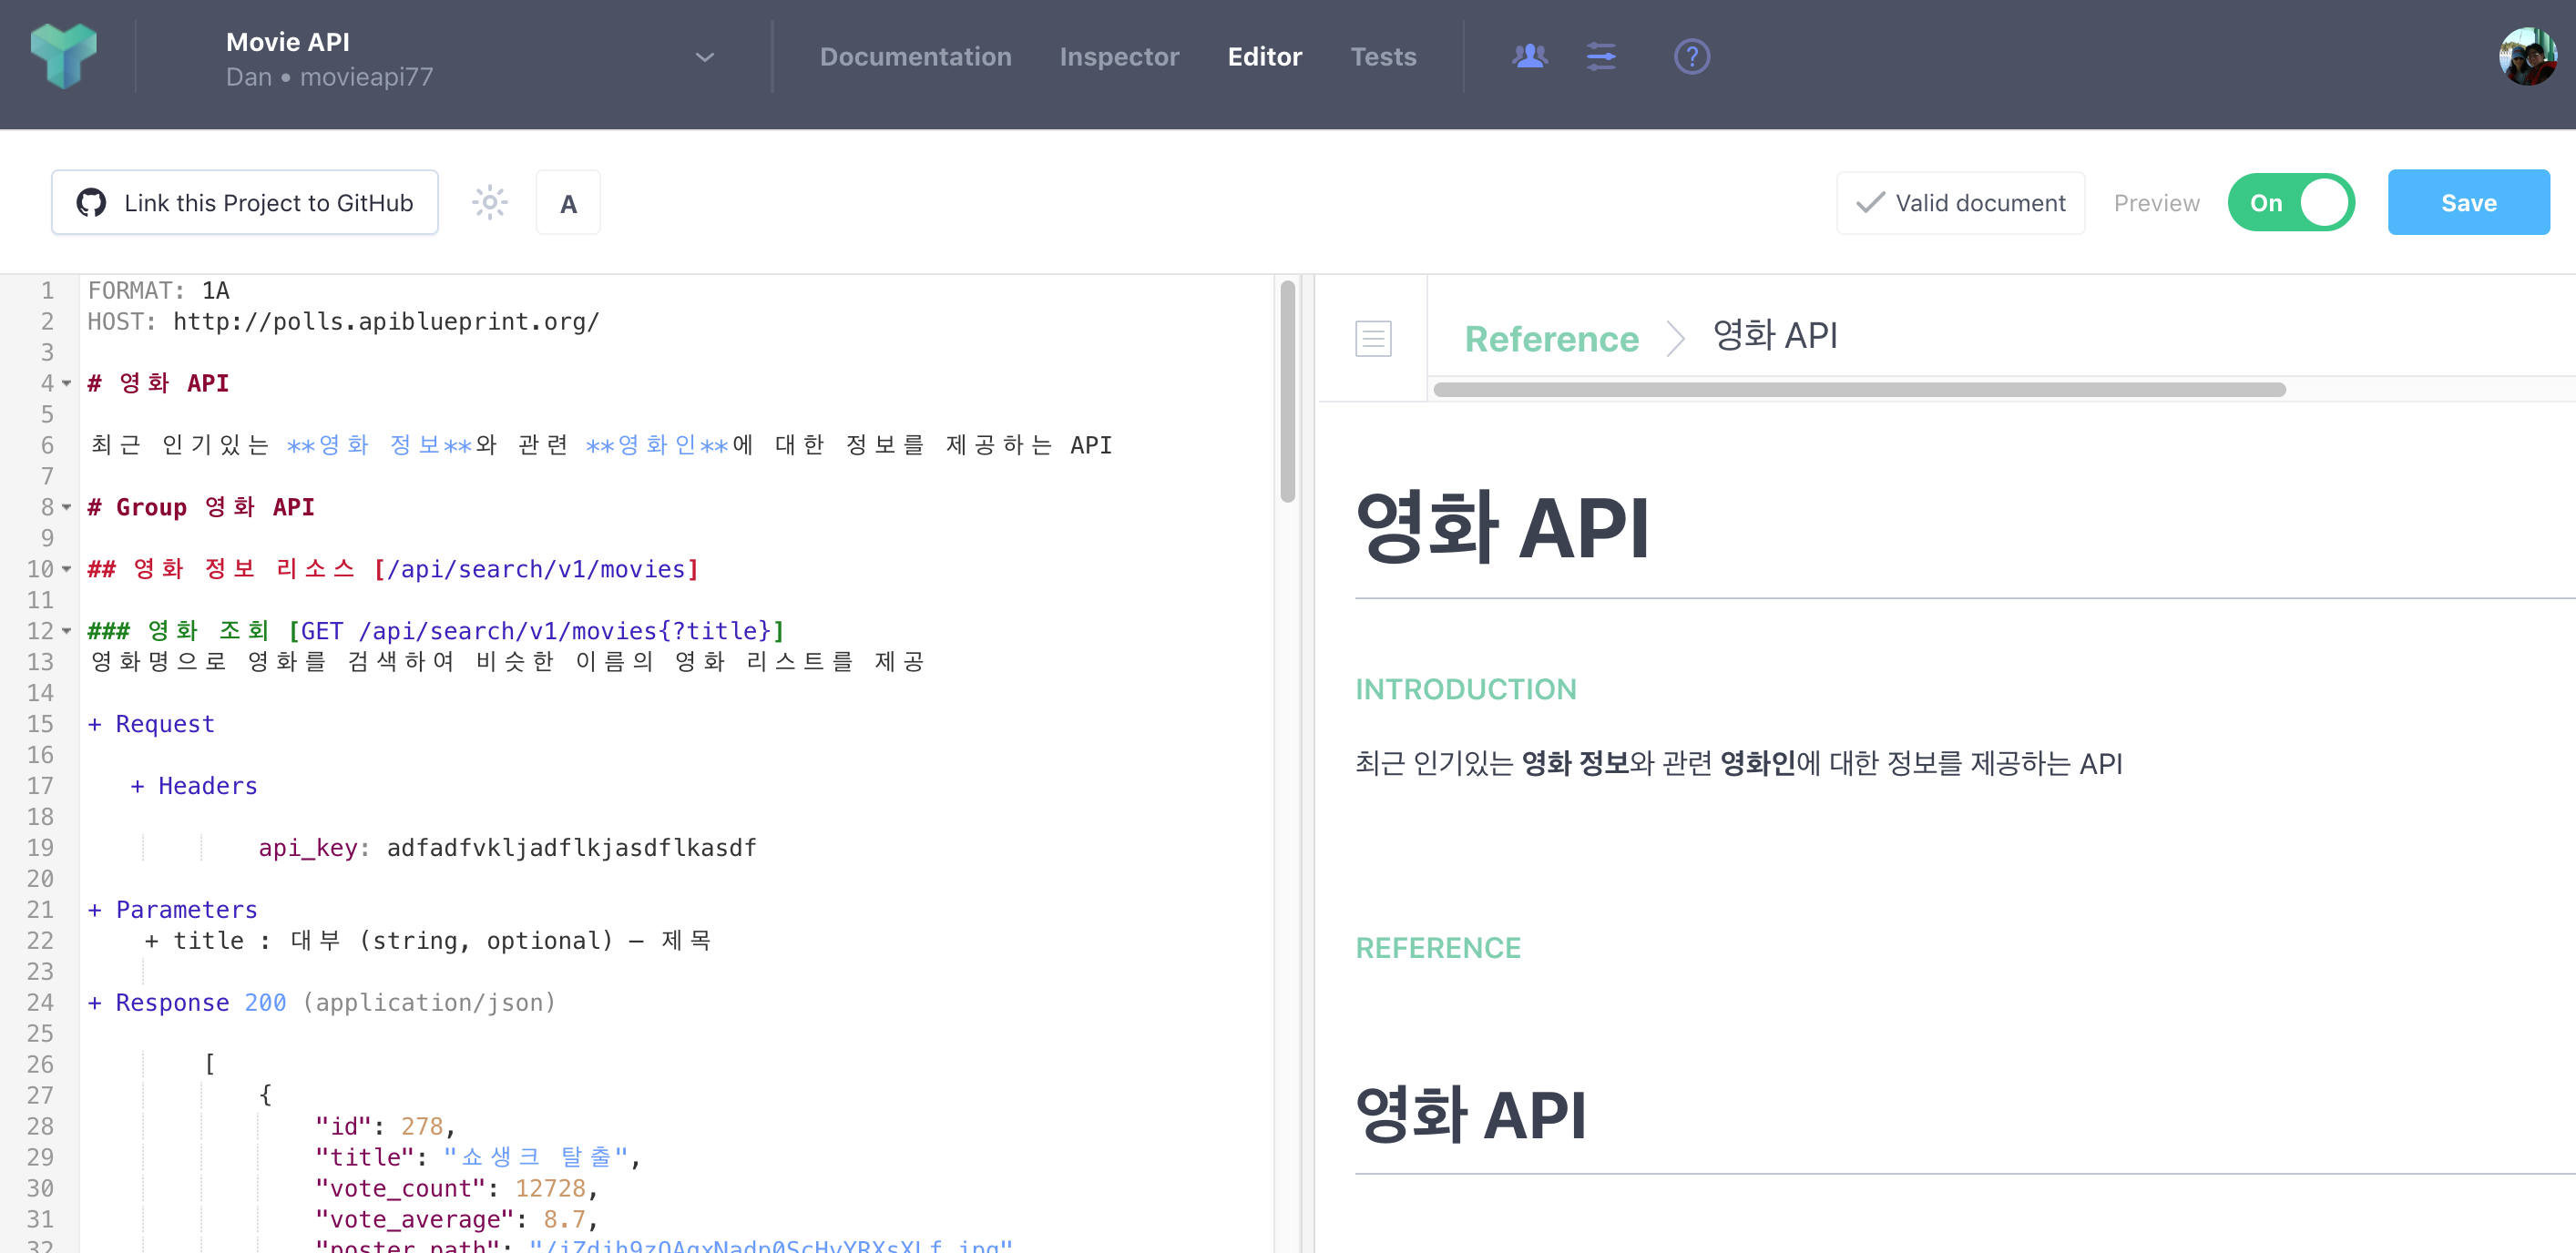 Movie API
Dan • movieapi77
Documentation Inspector Editor Tests ?
Link this Project to GitHub A Valid document Preview On Save
1 FORMAT: 1A
2 HOST: http://polls.apiblueprint.org/
3
4 # 영화 API
5
6 최근 인기있는 **영화 정보**와 관련 **영화인**에 대한 정보를 제공하는 API
7
8 # Group 영화 API
9
10 ## 영화 정보 리소스 [/api/search/v1/movies]
11
12 ### 영화 조회 [GET /api/search/v1/movies{?title}]
13 영화명으로 영화를 검색하여 비슷한 이름의 영화 리스트를 제공
14
15 + Request
16
17 + Headers
18
19 api_key: adfadfvkljadflkjasdflkasdf
20
21 + Parameters
22 + title : 대부 (string, optional) – 제목
23
24 + Response 200 (application/json)
25
26 [
27 {
28 "id": 278,
29 "title": "쇼생크 탈출",
30 "vote_count": 12728,
31 "vote_average": 8.7,
32
Reference 영화 API
영화 API
INTRODUCTION
최근 인기있는 영화 정보와 관련 영화인에 대한 정보를 제공하는 API
REFERENCE
영화 API